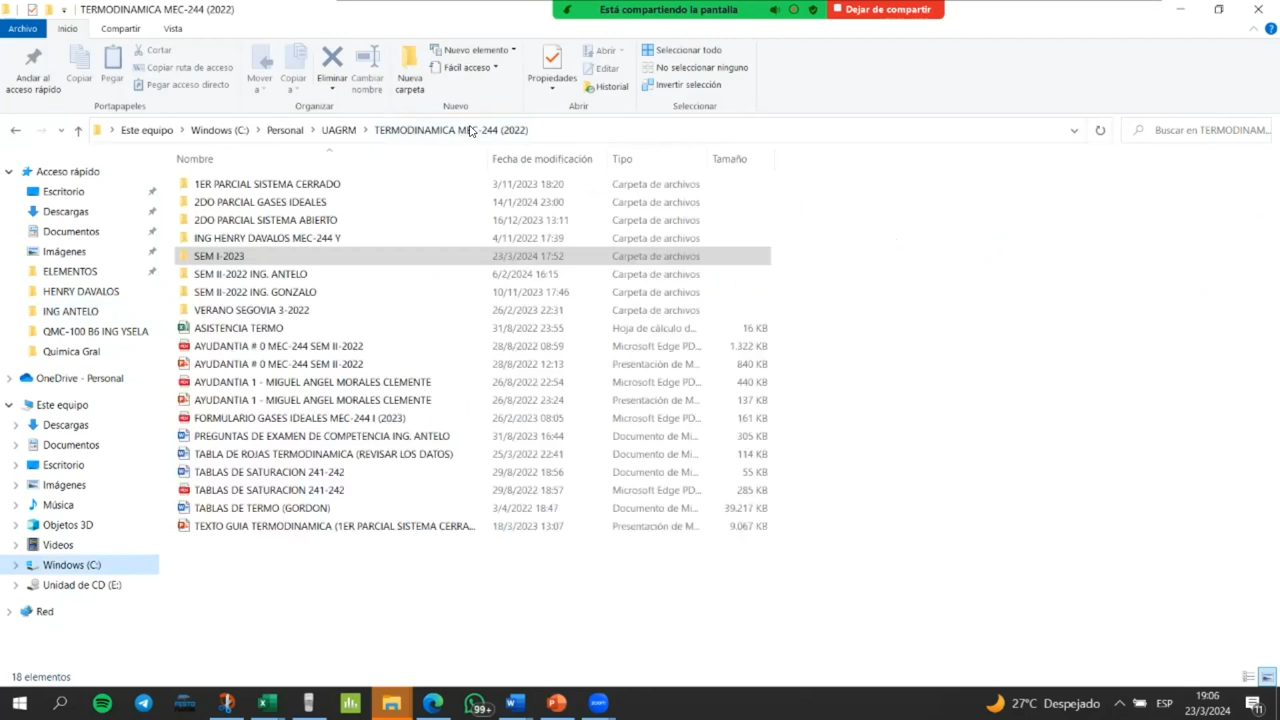 TERMODINAMICA MEC-244 (2022)
Está compartiendo la pantalla
Dejar de compartir
Archivo Inicio Compartir Vista
Anclar al acceso rápido
Copiar
Pegar
Cortar
Copiar ruta de acceso
Pegar acceso directo
Mover a
Copiar a
Eliminar
Cambiar nombre
Nueva carpeta
Nuevo elemento
Fácil acceso
Propiedades
Abrir
Editar
Historial
Seleccionar todo
No seleccionar ninguno
Invertir selección
Portapapeles Organizar Nuevo Abrir Seleccionar
Este equipo > Windows (C:) > Personal > UAGRM > TERMODINAMICA MEC-244 (2022)
Buscar en TERMODINAM...
Acceso rápido
Escritorio
Descargas
Documentos
Imágenes
ELEMENTOS
HENRY DAVALOS
ING ANTELO
QMC-100 B6 ING YSELA
Quimica Gral
OneDrive - Personal
Este equipo
Descargas
Documentos
Escritorio
Imágenes
Música
Objetos 3D
Videos
Windows (C:)
Unidad de CD (E:)
Red
Nombre Fecha de modificación Tipo Tamaño
1ER PARCIAL SISTEMA CERRADO 3/11/2023 18:20 Carpeta de archivos
2DO PARCIAL GASES IDEALES 14/1/2024 23:00 Carpeta de archivos
2DO PARCIAL SISTEMA ABIERTO 16/12/2023 13:11 Carpeta de archivos
ING HENRY DAVALOS MEC-244 Y 4/11/2022 17:39 Carpeta de archivos
SEM I-2023 23/3/2024 17:52 Carpeta de archivos
SEM II-2022 ING. ANTELO 6/2/2024 16:15 Carpeta de archivos
SEM II-2022 ING. GONZALO 10/11/2023 17:46 Carpeta de archivos
VERANO SEGOVIA 3-2022 26/2/2023 22:31 Carpeta de archivos
ASISTENCIA TERMO 31/8/2022 23:55 Hoja de cálculo d... 16 KB
AYUDANTIA # 0 MEC-244 SEM II-2022 28/8/2022 08:59 Microsoft Edge PD... 1.322 KB
AYUDANTIA # 0 MEC-244 SEM II-2022 28/8/2022 12:13 Presentación de M... 840 KB
AYUDANTIA 1 - MIGUEL ANGEL MORALES CLEMENTE 26/8/2022 22:54 Microsoft Edge PD... 440 KB
AYUDANTIA 1 - MIGUEL ANGEL MORALES CLEMENTE 26/8/2022 23:24 Presentación de M... 137 KB
FORMULARIO GASES IDEALES MEC-244 I (2023) 26/2/2023 08:05 Microsoft Edge PD... 161 KB
PREGUNTAS DE EXAMEN DE COMPETENCIA ING. ANTELO 31/8/2023 16:44 Documento de Mi... 305 KB
TABLA DE ROJAS TERMODINAMICA (REVISAR LOS DATOS) 25/3/2022 22:41 Documento de Mi... 114 KB
TABLAS DE SATURACION 241-242 29/8/2022 18:56 Documento de Mi... 55 KB
TABLAS DE SATURACION 241-242 29/8/2022 18:57 Microsoft Edge PD... 285 KB
TABLAS DE TERMO (GORDON) 3/4/2022 18:47 Documento de Mi... 39.217 KB
TEXTO GUIA TERMODINAMICA (1ER PARCIAL SISTEMA CERRA... 18/3/2023 13:07 Presentación de M... 9.067 KB
18 elementos
99+
27°C Despejado
ESP
19:06
23/3/2024
11